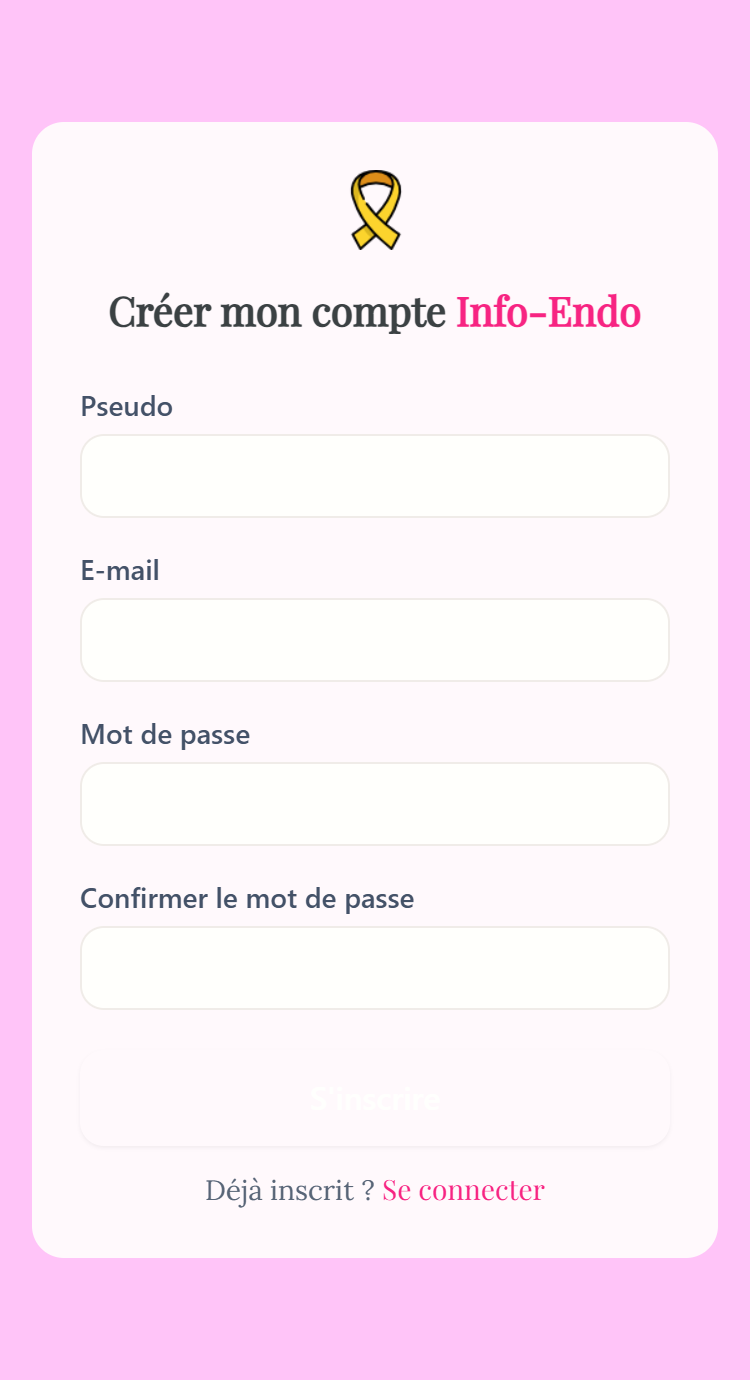 Créer mon compte Info-Endo
Pseudo
E-mail
Mot de passe
Confirmer le mot de passe
S'inscrire
Déjà inscrit ? Se connecter